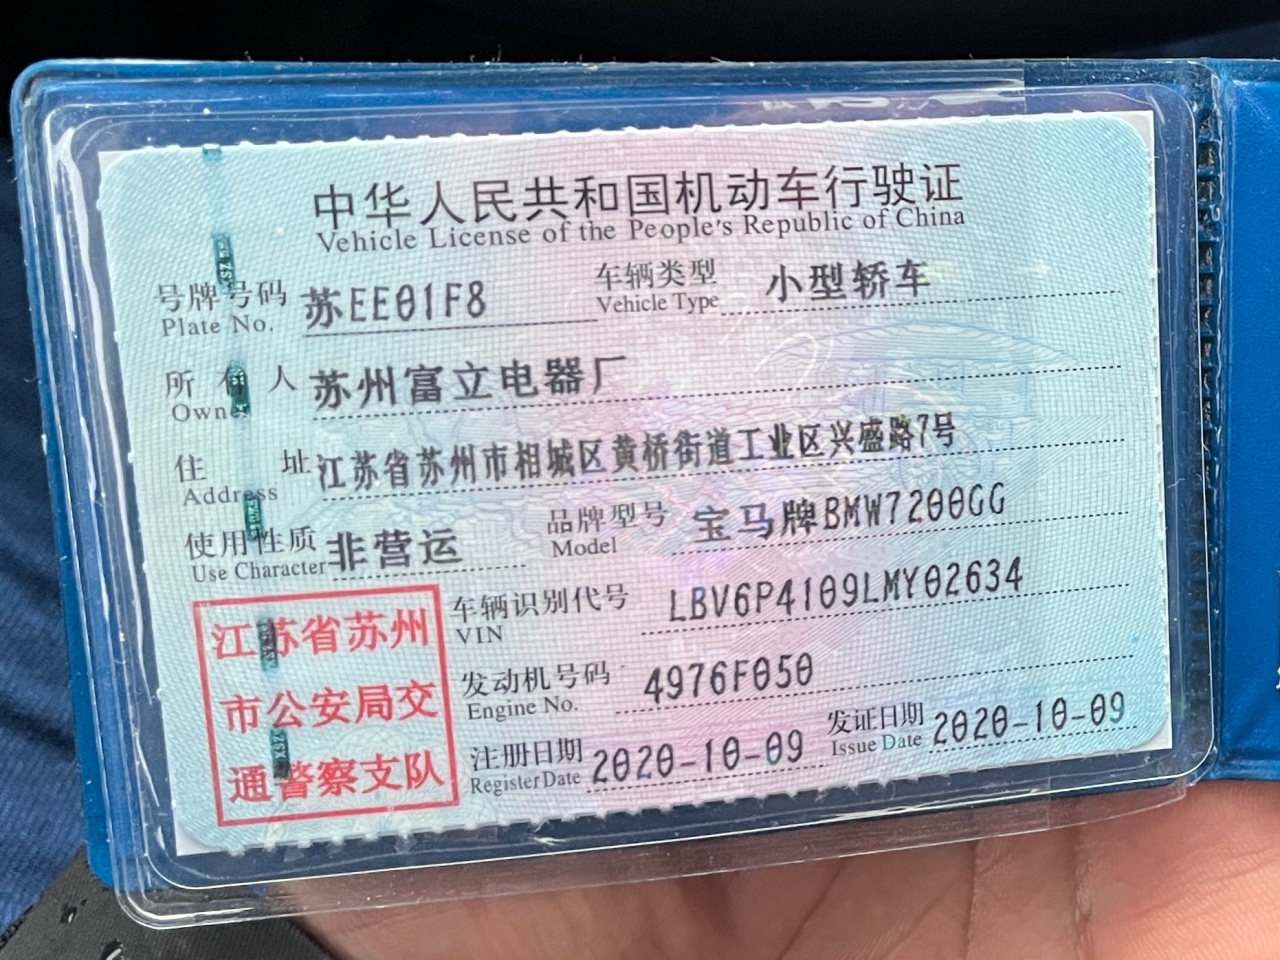 中华人民共和国机动车行驶证
Vehicle License of the People's Republic of China
号牌号码 苏EE01F8 车辆类型 小型轿车
Plate No. Vehicle Type
所有人 苏州富立电器厂
Owner
住址 江苏省苏州市相城区黄桥街道工业区兴盛路7号
Address
使用性质 非营运 品牌型号 宝马牌BMW7200GG
Use Character Model
车辆识别代号 LBV6P4109LMY02634
VIN
发动机号码 4976F050
Engine No.
注册日期 2020-10-09 发证日期 2020-10-09
Register Date Issue Date
江苏省苏州
市公安局交
通警察支队